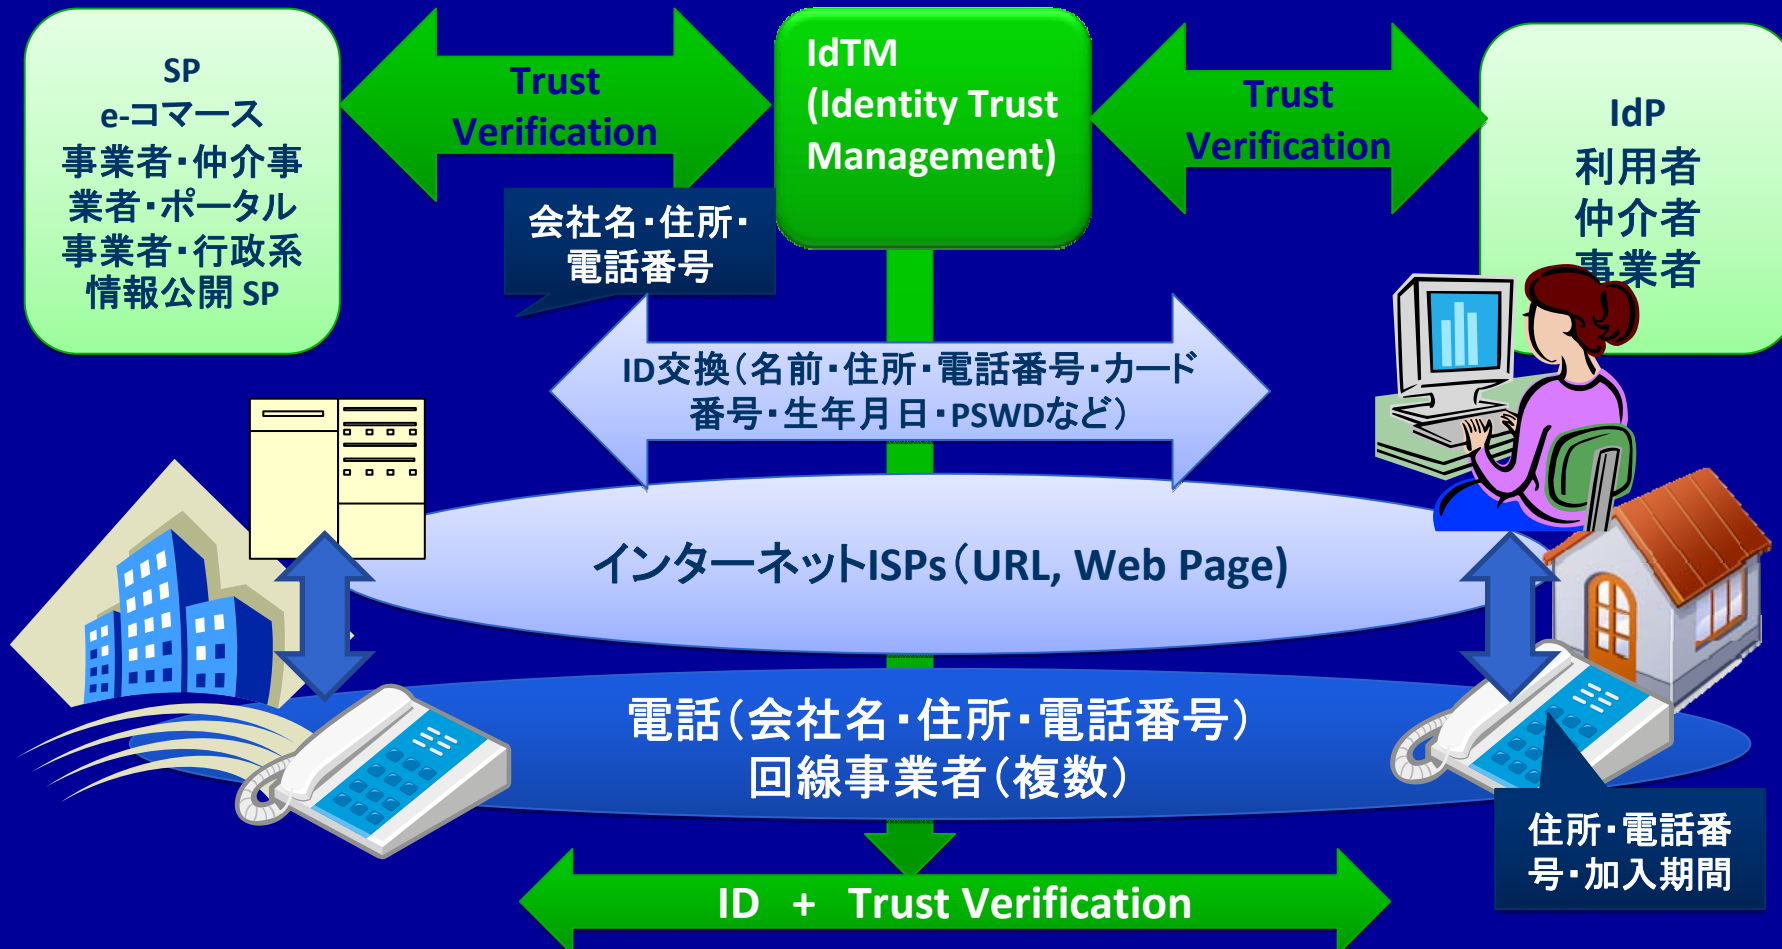 SP
e-コマース
事業者・仲介事
業者・ポータル
事業者・行政系
情報公開 SP
Trust
Verification
IdTM
(Identity Trust
Management)
Trust
Verification
IdP
利用者
仲介者
事業者
会社名・住所・
電話番号
ID交換（名前・住所・電話番号・カード
番号・生年月日・PSWDなど）
インターネットISPs（URL, Web Page)
電話（会社名・住所・電話番号）
回線事業者（複数）
住所・電話番
号・加入期間
ID + Trust Verification